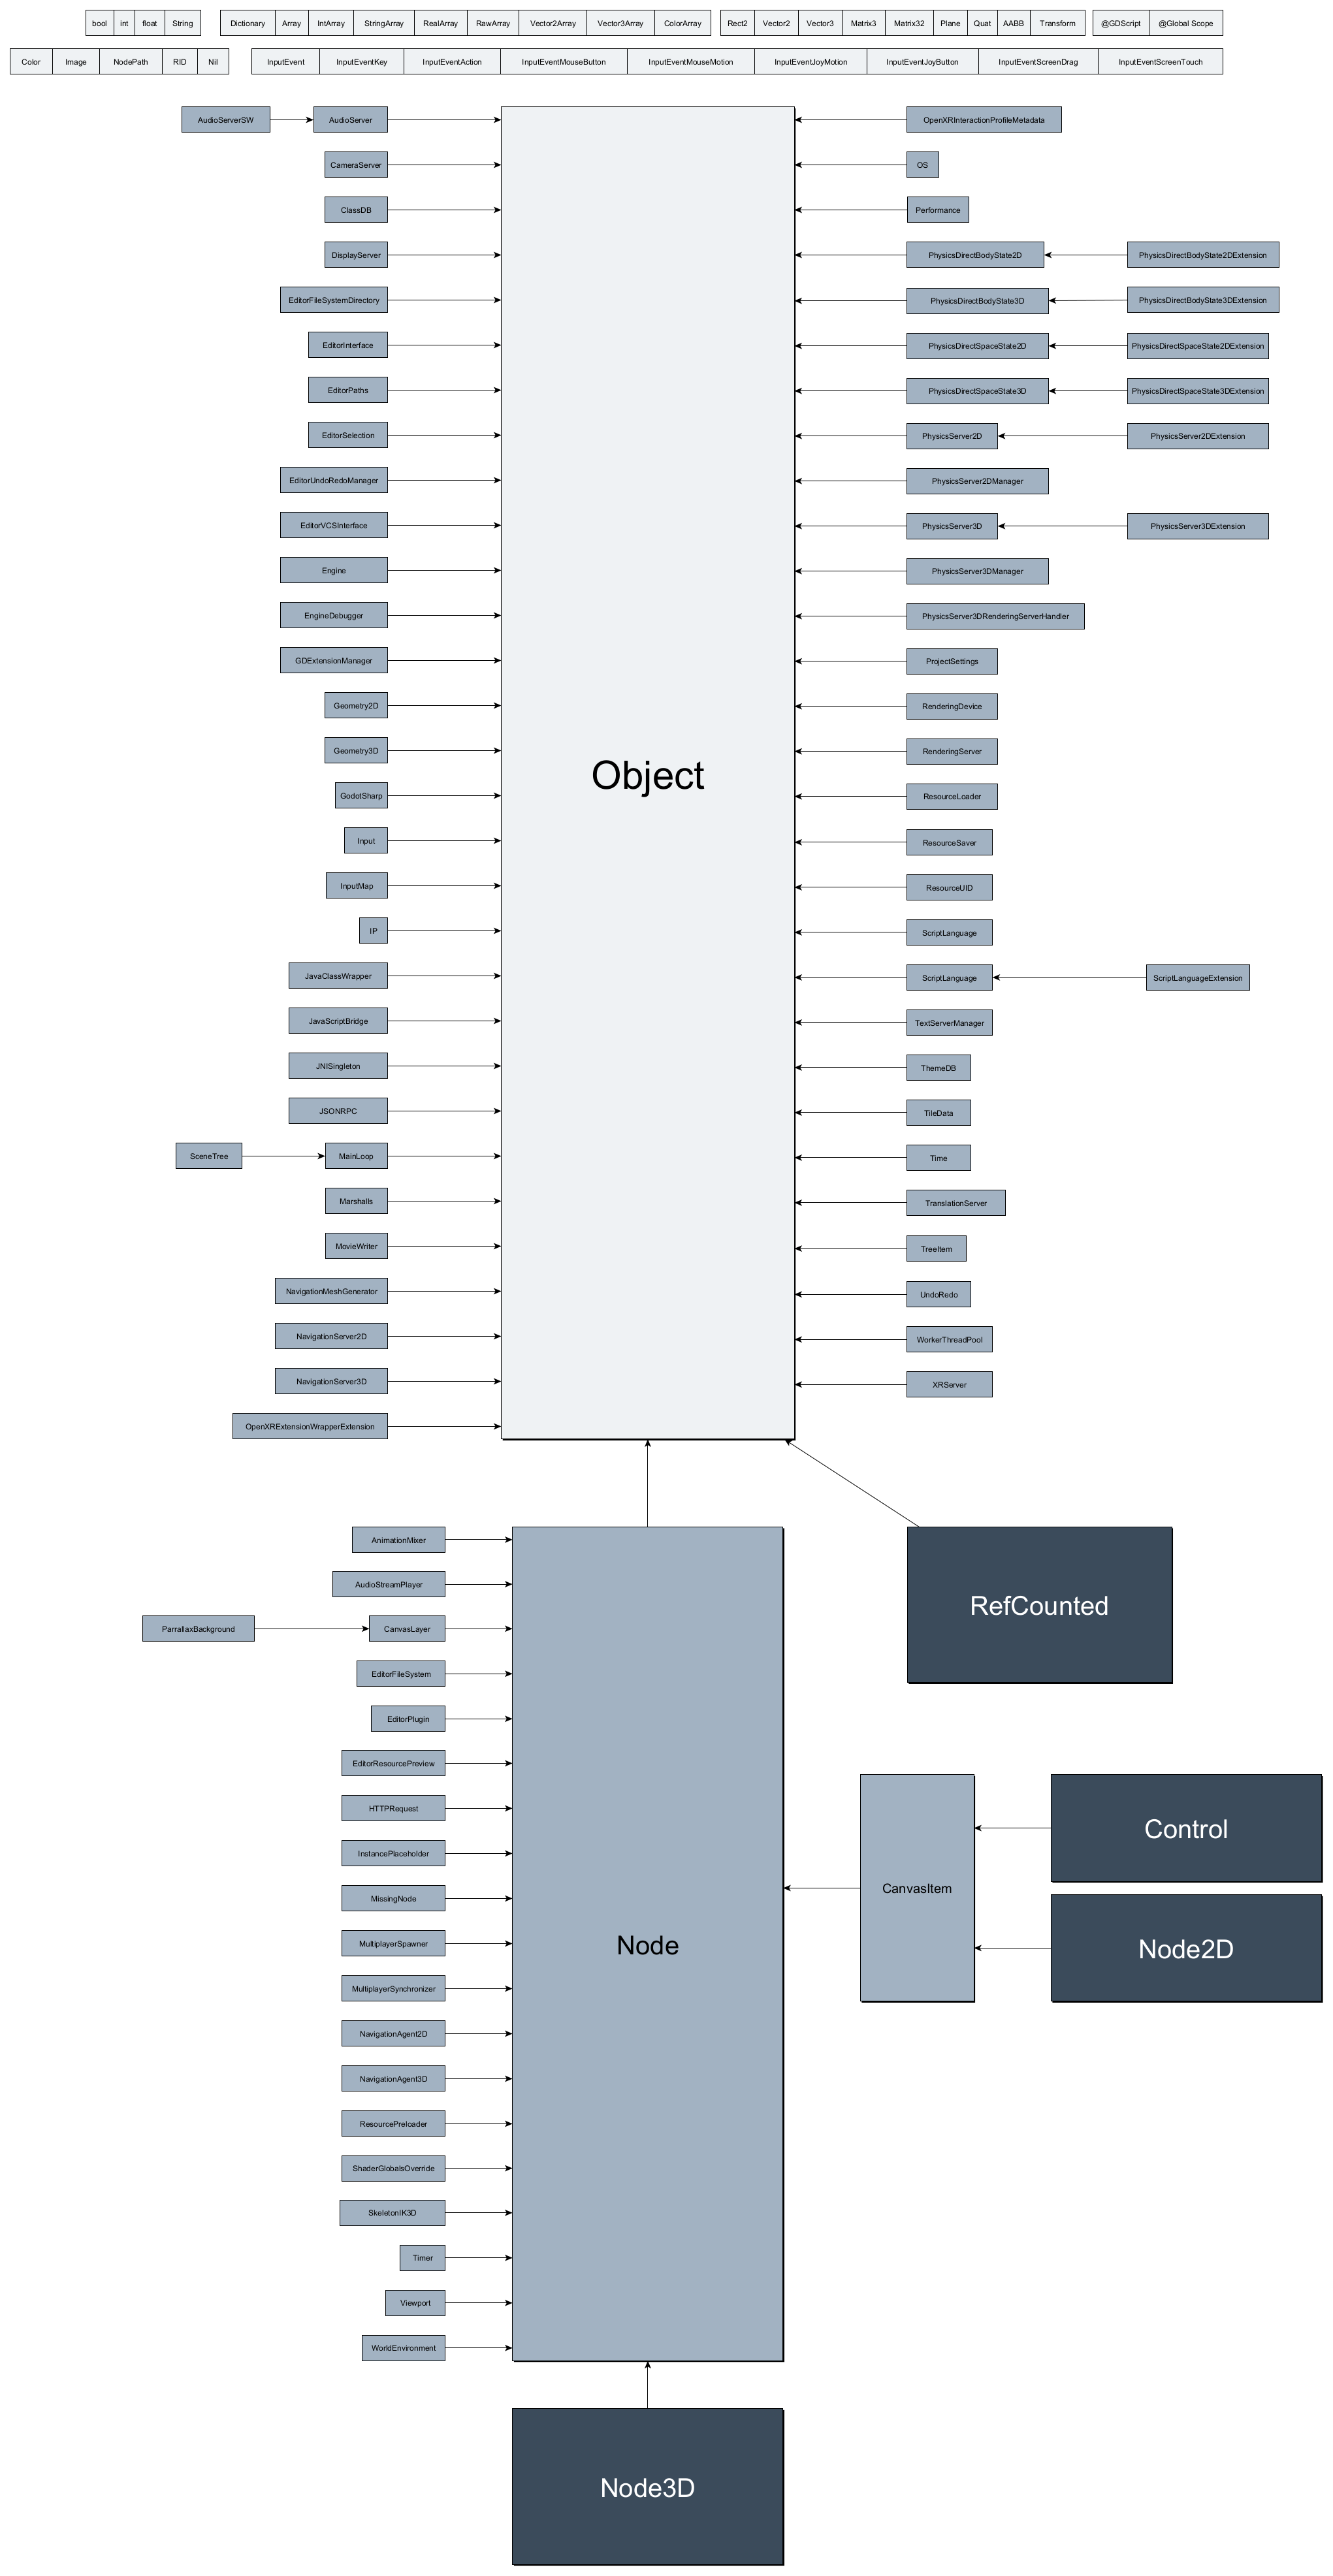 bool int float String Dictionary Array IntArray StringArray RealArray RawArray Vector2Array Vector3Array ColorArray Rect2 Vector2 Vector3 Matrix3 Matrix32 Plane Quat AABB Transform @GDScript @Global Scope
Color Image NodePath RID Nil InputEvent InputEventKey InputEventAction InputEventMouseButton InputEventMouseMotion InputEventJoyMotion InputEventJoyButton InputEventScreenDrag InputEventScreenTouch
AudioServerSW AudioServer OpenXRInteractionProfileMetadata
CameraServer OS
ClassDB Performance
DisplayServer PhysicsDirectBodyState2D PhysicsDirectBodyState2DExtension
EditorFileSystemDirectory PhysicsDirectBodyState3D PhysicsDirectBodyState3DExtension
EditorInterface PhysicsDirectSpaceState2D PhysicsDirectSpaceState2DExtension
EditorPaths PhysicsDirectSpaceState3D PhysicsDirectSpaceState3DExtension
EditorSelection PhysicsServer2D PhysicsServer2DExtension
EditorUndoRedoManager PhysicsServer2DManager
EditorVCSInterface PhysicsServer3D PhysicsServer3DExtension
Engine PhysicsServer3DManager
EngineDebugger PhysicsServer3DRenderingServerHandler
GDExtensionManager ProjectSettings
Geometry2D RenderingDevice
Geometry3D RenderingServer
Object
GodotSharp ResourceLoader
Input ResourceSaver
InputMap ResourceUID
IP ScriptLanguage
JavaClassWrapper ScriptLanguage ScriptLanguageExtension
JavaScriptBridge TextServerManager
JNISingleton ThemeDB
JSONRPC TileData
SceneTree MainLoop Time
Marshalls TranslationServer
MovieWriter TreeItem
NavigationMeshGenerator UndoRedo
NavigationServer2D WorkerThreadPool
NavigationServer3D XRServer
OpenXRExtensionWrapperExtension
AnimationMixer
AudioStreamPlayer
RefCounted
ParrallaxBackground CanvasLayer
EditorFileSystem
EditorPlugin
EditorResourcePreview
HTTPRequest
Control
InstancePlaceholder
CanvasItem
MissingNode
MultiplayerSpawner
Node
Node2D
MultiplayerSynchronizer
NavigationAgent2D
NavigationAgent3D
ResourcePreloader
ShaderGlobalsOverride
SkeletonIK3D
Timer
Viewport
WorldEnvironment
Node3D